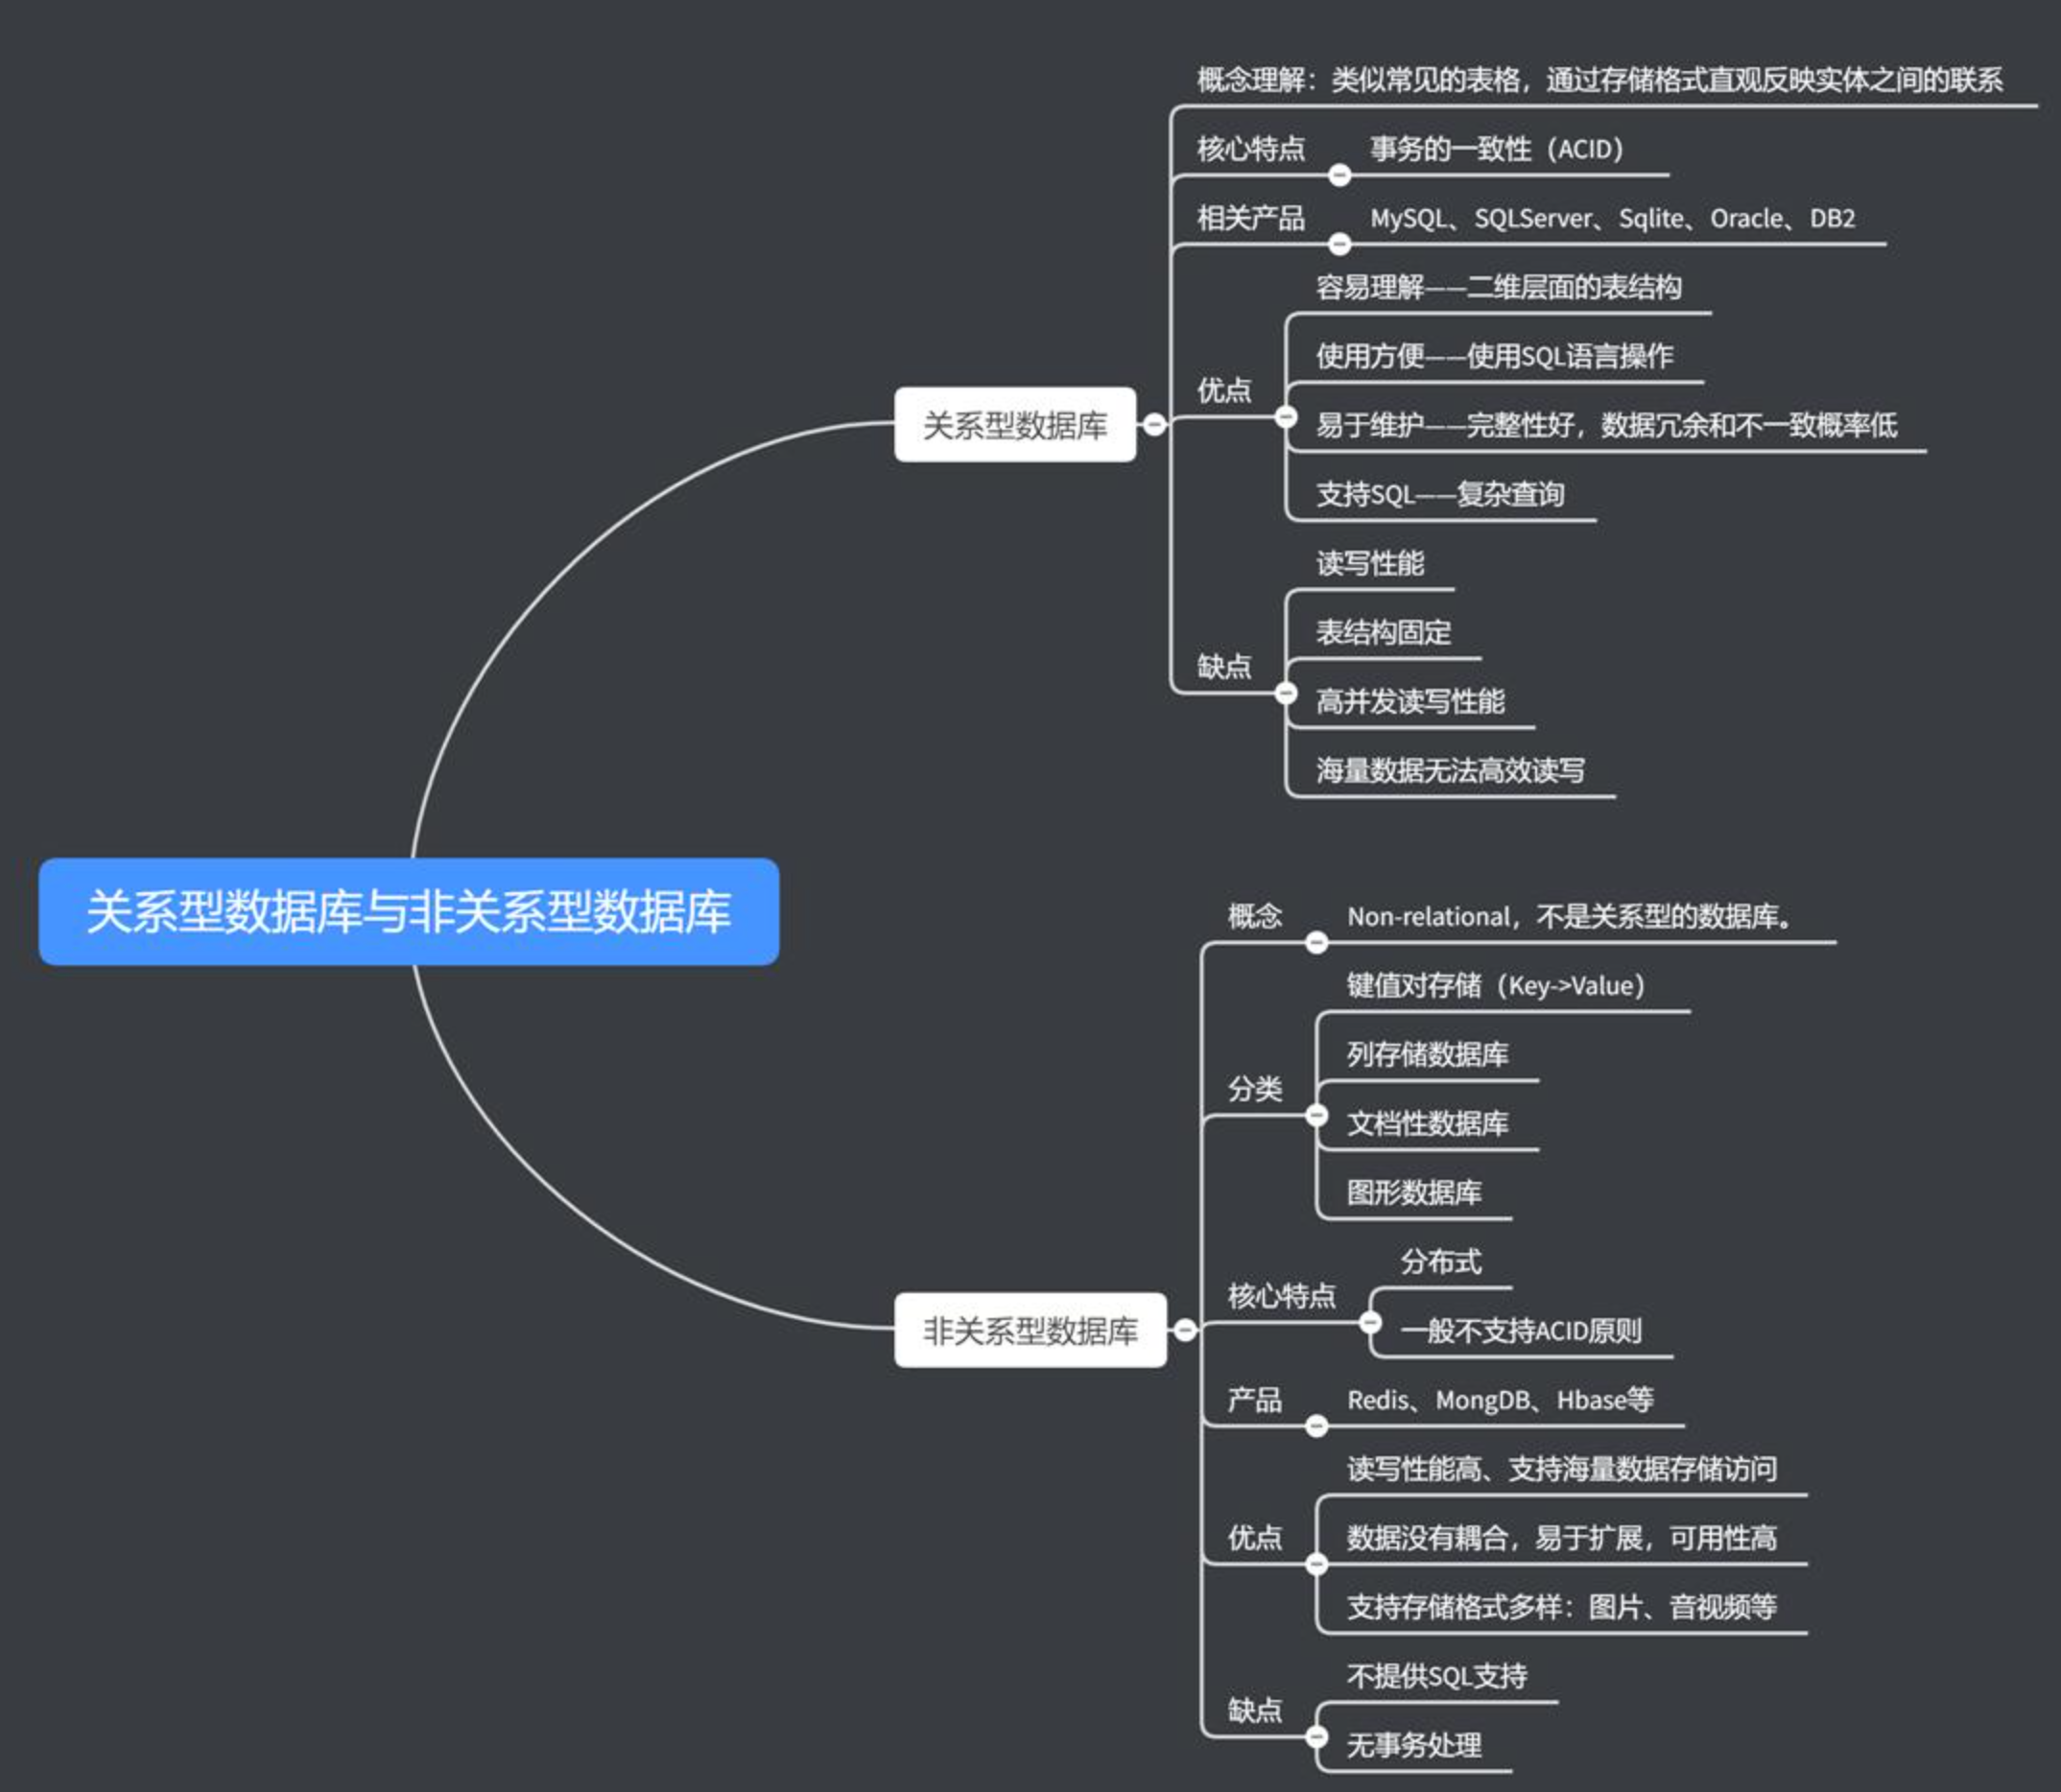 关系型数据库与非关系型数据库
关系型数据库
概念理解：类似常见的表格，通过存储格式直观反映实体之间的联系
核心特点
事务的一致性（ACID）
相关产品
MySQL、SQLServer、Sqlite、Oracle、DB2
优点
容易理解——二维层面的表结构
使用方便——使用SQL语言操作
易于维护——完整性好，数据冗余和不一致概率低
支持SQL——复杂查询
缺点
读写性能
表结构固定
高并发读写性能
海量数据无法高效读写
非关系型数据库
概念
Non-relational，不是关系型的数据库。
分类
键值对存储（Key->Value）
列存储数据库
文档性数据库
图形数据库
核心特点
分布式
一般不支持ACID原则
产品
Redis、MongDB、Hbase等
优点
读写性能高、支持海量数据存储访问
数据没有耦合，易于扩展，可用性高
支持存储格式多样：图片、音视频等
缺点
不提供SQL支持
无事务处理